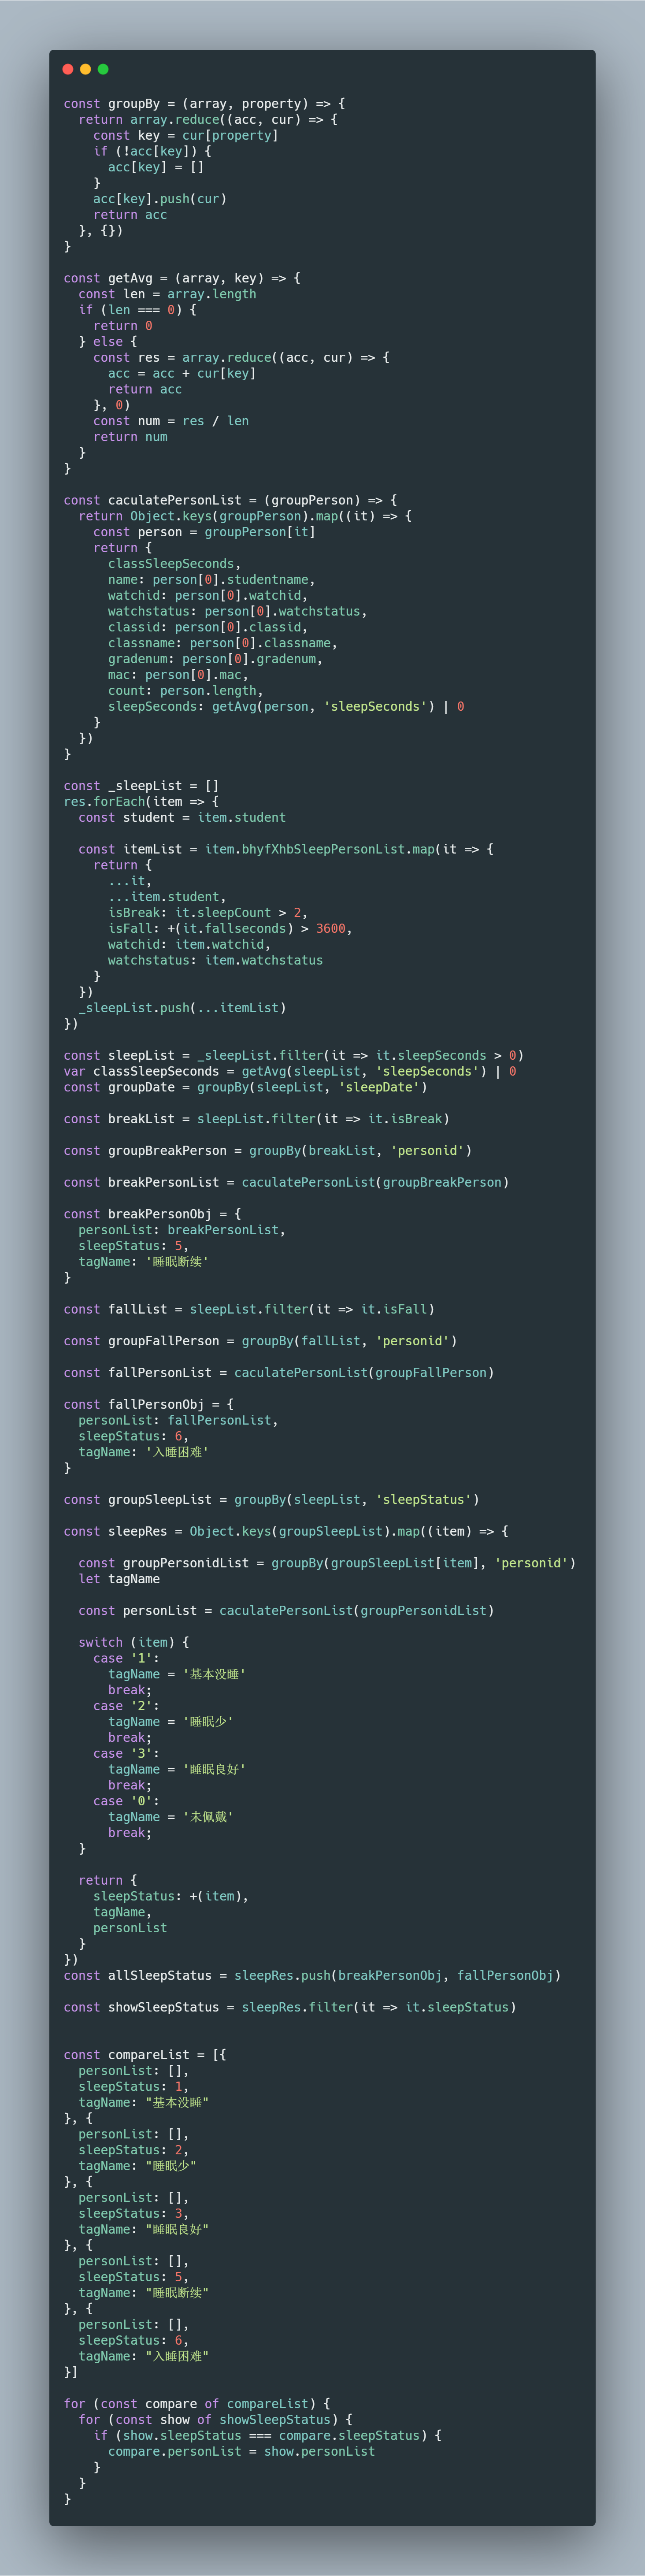 const groupBy = (array, property) => {
  return array.reduce((acc, cur) => {
    const key = cur[property]
    if (!acc[key]) {
      acc[key] = []
    }
    acc[key].push(cur)
    return acc
  }, {})
}

const getAvg = (array, key) => {
  const len = array.length
  if (len === 0) {
    return 0
  } else {
    const res = array.reduce((acc, cur) => {
      acc = acc + cur[key]
      return acc
    }, 0)
    const num = res / len
    return num
  }
}

const caculatePersonList = (groupPerson) => {
  return Object.keys(groupPerson).map((it) => {
    const person = groupPerson[it]
    return {
      classSleepSeconds,
      name: person[0].studentname,
      watchid: person[0].watchid,
      watchstatus: person[0].watchstatus,
      classid: person[0].classid,
      classname: person[0].classname,
      gradenum: person[0].gradenum,
      mac: person[0].mac,
      count: person.length,
      sleepSeconds: getAvg(person, 'sleepSeconds') | 0
    }
  })
}

const _sleepList = []
res.forEach(item => {
  const student = item.student

  const itemList = item.bhyfXhbSleepPersonList.map(it => {
    return {
      ...it,
      ...item.student,
      isBreak: it.sleepCount > 2,
      isFall: +(it.fallseconds) > 3600,
      watchid: item.watchid,
      watchstatus: item.watchstatus
    }
  })
  _sleepList.push(...itemList)
})

const sleepList = _sleepList.filter(it => it.sleepSeconds > 0)
var classSleepSeconds = getAvg(sleepList, 'sleepSeconds') | 0
const groupDate = groupBy(sleepList, 'sleepDate')

const breakList = sleepList.filter(it => it.isBreak)

const groupBreakPerson = groupBy(breakList, 'personid')

const breakPersonList = caculatePersonList(groupBreakPerson)

const breakPersonObj = {
  personList: breakPersonList,
  sleepStatus: 5,
  tagName: '睡眠断续'
}

const fallList = sleepList.filter(it => it.isFall)

const groupFallPerson = groupBy(fallList, 'personid')

const fallPersonList = caculatePersonList(groupFallPerson)

const fallPersonObj = {
  personList: fallPersonList,
  sleepStatus: 6,
  tagName: '入睡困难'
}

const groupSleepList = groupBy(sleepList, 'sleepStatus')

const sleepRes = Object.keys(groupSleepList).map((item) => {

  const groupPersonidList = groupBy(groupSleepList[item], 'personid')
  let tagName

  const personList = caculatePersonList(groupPersonidList)

  switch (item) {
    case '1':
      tagName = '基本没睡'
      break;
    case '2':
      tagName = '睡眠少'
      break;
    case '3':
      tagName = '睡眠良好'
      break;
    case '0':
      tagName = '未佩戴'
      break;
  }

  return {
    sleepStatus: +(item),
    tagName,
    personList
  }
})
const allSleepStatus = sleepRes.push(breakPersonObj, fallPersonObj)

const showSleepStatus = sleepRes.filter(it => it.sleepStatus)


const compareList = [{
  personList: [],
  sleepStatus: 1,
  tagName: "基本没睡"
}, {
  personList: [],
  sleepStatus: 2,
  tagName: "睡眠少"
}, {
  personList: [],
  sleepStatus: 3,
  tagName: "睡眠良好"
}, {
  personList: [],
  sleepStatus: 5,
  tagName: "睡眠断续"
}, {
  personList: [],
  sleepStatus: 6,
  tagName: "入睡困难"
}]

for (const compare of compareList) {
  for (const show of showSleepStatus) {
    if (show.sleepStatus === compare.sleepStatus) {
      compare.personList = show.personList
    }
  }
}